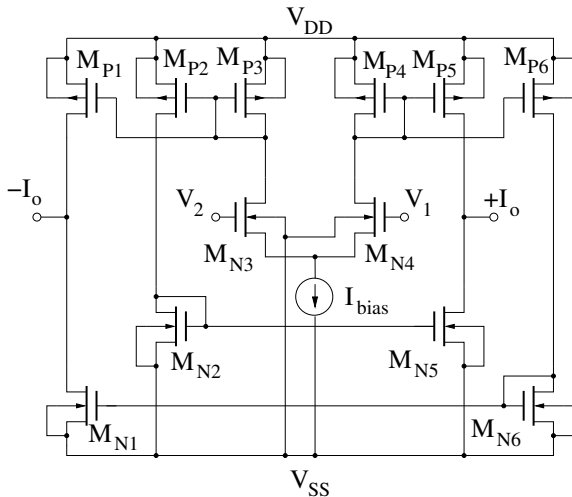 V_DD
M_P1
M_P2
M_P3
M_P4
M_P5
M_P6
−I_o
V_2
V_1
+I_o
M_N3
M_N4
I_bias
M_N2
M_N5
M_N1
M_N6
V_SS